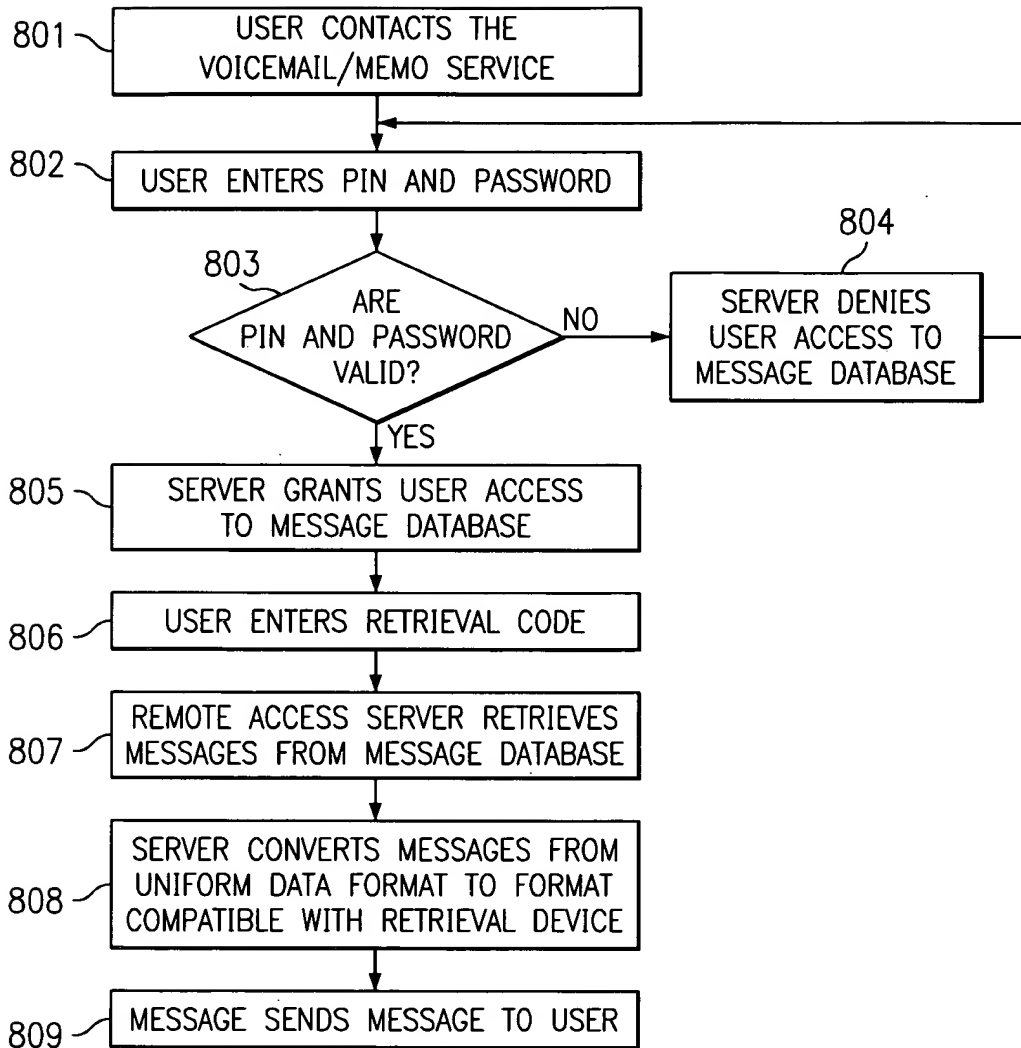 801
USER CONTACTS THE
VOICEMAIL/MEMO SERVICE
802
USER ENTERS PIN AND PASSWORD
803
ARE
PIN AND PASSWORD
VALID?
NO
804
SERVER DENIES
USER ACCESS TO
MESSAGE DATABASE
YES
805
SERVER GRANTS USER ACCESS
TO MESSAGE DATABASE
806
USER ENTERS RETRIEVAL CODE
807
REMOTE ACCESS SERVER RETRIEVES
MESSAGES FROM MESSAGE DATABASE
808
SERVER CONVERTS MESSAGES FROM
UNIFORM DATA FORMAT TO FORMAT
COMPATIBLE WITH RETRIEVAL DEVICE
809
MESSAGE SENDS MESSAGE TO USER